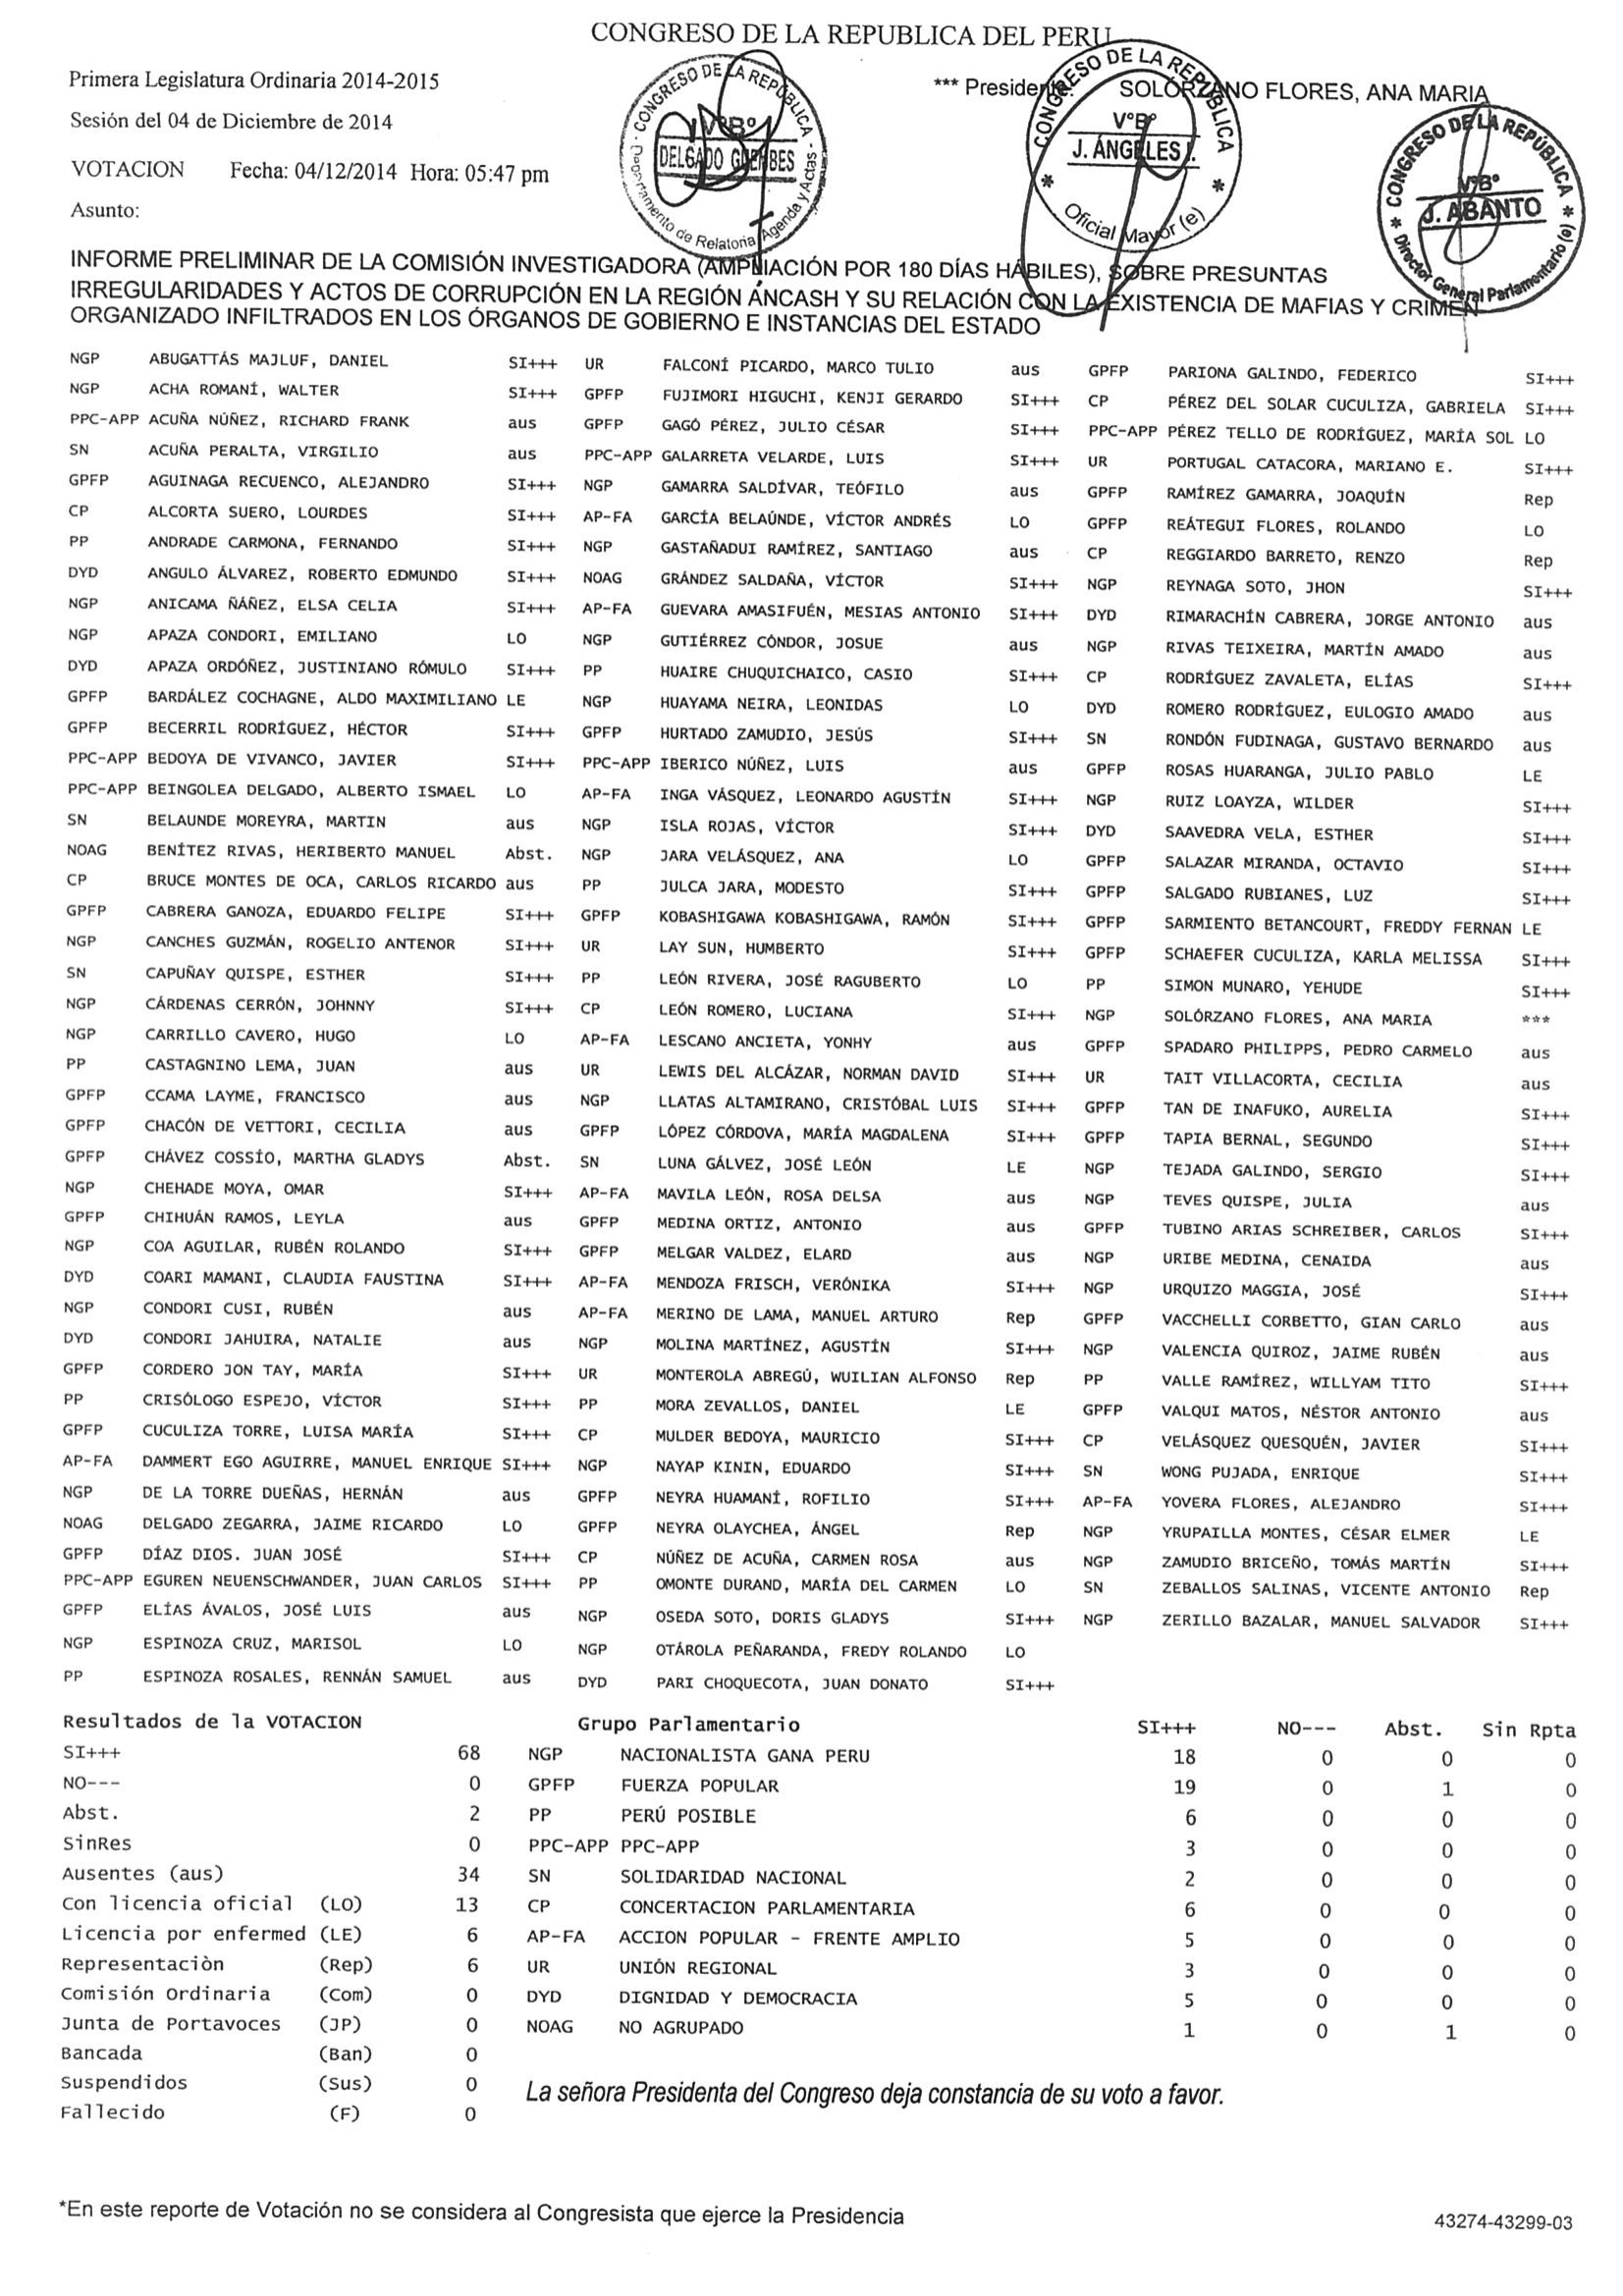 CONGRESO DE LA REPUBLICA DEL PERU
Primera Legislatura Ordinaria 2014-2015
*** Presidente: SOLÓRZANO FLORES, ANA MARIA
Sesión del 04 de Diciembre de 2014
VOTACION Fecha: 04/12/2014 Hora: 05:47 pm
Asunto:
CONGRESO DE LA REPÚBLICA
VºBº
DELGADO GUEMBES
Departamento de Relatoria Agenda y Actas
CONGRESO DE LA REPÚBLICA
VºBº
J. ÁNGELES J.
Oficial Mayor (e)
CONGRESO DE LA REPÚBLICA
VºBº
J. ABANTO
Director General Parlamentario (e)
INFORME PRELIMINAR DE LA COMISIÓN INVESTIGADORA (AMPLIACIÓN POR 180 DÍAS HÁBILES), SOBRE PRESUNTAS
IRREGULARIDADES Y ACTOS DE CORRUPCIÓN EN LA REGIÓN ÁNCASH Y SU RELACIÓN CON LA EXISTENCIA DE MAFIAS Y CRIMEN
ORGANIZADO INFILTRADOS EN LOS ÓRGANOS DE GOBIERNO E INSTANCIAS DEL ESTADO
NGP ABUGATTÁS MAJLUF, DANIEL SI+++ UR FALCONÍ PICARDO, MARCO TULIO aus GPFP PARIONA GALINDO, FEDERICO SI+++
NGP ACHA ROMANÍ, WALTER SI+++ GPFP FUJIMORI HIGUCHI, KENJI GERARDO SI+++ CP PÉREZ DEL SOLAR CUCULIZA, GABRIELA SI+++
PPC-APP ACUÑA NÚÑEZ, RICHARD FRANK aus GPFP GAGÓ PÉREZ, JULIO CÉSAR SI+++ PPC-APP PÉREZ TELLO DE RODRÍGUEZ, MARÍA SOL LO
SN ACUÑA PERALTA, VIRGILIO aus PPC-APP GALARRETA VELARDE, LUIS SI+++ UR PORTUGAL CATACORA, MARIANO E. SI+++
GPFP AGUINAGA RECUENCO, ALEJANDRO SI+++ NGP GAMARRA SALDÍVAR, TEÓFILO aus GPFP RAMÍREZ GAMARRA, JOAQUÍN Rep
CP ALCORTA SUERO, LOURDES SI+++ AP-FA GARCÍA BELAÚNDE, VÍCTOR ANDRÉS LO GPFP REÁTEGUI FLORES, ROLANDO LO
PP ANDRADE CARMONA, FERNANDO SI+++ NGP GASTAÑADUI RAMÍREZ, SANTIAGO aus CP REGGIARDO BARRETO, RENZO Rep
DYD ANGULO ÁLVAREZ, ROBERTO EDMUNDO SI+++ NOAG GRÁNDEZ SALDAÑA, VÍCTOR SI+++ NGP REYNAGA SOTO, JHON SI+++
NGP ANICAMA ÑÁÑEZ, ELSA CELIA SI+++ AP-FA GUEVARA AMASIFUÉN, MESIAS ANTONIO SI+++ DYD RIMARACHÍN CABRERA, JORGE ANTONIO aus
NGP APAZA CONDORI, EMILIANO LO NGP GUTIÉRREZ CÓNDOR, JOSUE aus NGP RIVAS TEIXEIRA, MARTÍN AMADO aus
DYD APAZA ORDÓÑEZ, JUSTINIANO RÓMULO SI+++ PP HUAIRE CHUQUICHAICO, CASIO SI+++ CP RODRÍGUEZ ZAVALETA, ELÍAS SI+++
GPFP BARDÁLEZ COCHAGNE, ALDO MAXIMILIANO LE NGP HUAYAMA NEIRA, LEONIDAS LO DYD ROMERO RODRÍGUEZ, EULOGIO AMADO aus
GPFP BECERRIL RODRÍGUEZ, HÉCTOR SI+++ GPFP HURTADO ZAMUDIO, JESÚS SI+++ SN RONDÓN FUDINAGA, GUSTAVO BERNARDO aus
PPC-APP BEDOYA DE VIVANCO, JAVIER SI+++ PPC-APP IBERICO NÚÑEZ, LUIS aus GPFP ROSAS HUARANGA, JULIO PABLO LE
PPC-APP BEINGOLEA DELGADO, ALBERTO ISMAEL LO AP-FA INGA VÁSQUEZ, LEONARDO AGUSTÍN SI+++ NGP RUIZ LOAYZA, WILDER SI+++
SN BELAUNDE MOREYRA, MARTIN aus NGP ISLA ROJAS, VÍCTOR SI+++ DYD SAAVEDRA VELA, ESTHER SI+++
NOAG BENÍTEZ RIVAS, HERIBERTO MANUEL Abst. NGP JARA VELÁSQUEZ, ANA LO GPFP SALAZAR MIRANDA, OCTAVIO SI+++
CP BRUCE MONTES DE OCA, CARLOS RICARDO aus PP JULCA JARA, MODESTO SI+++ GPFP SALGADO RUBIANES, LUZ SI+++
GPFP CABRERA GANOZA, EDUARDO FELIPE SI+++ GPFP KOBASHIGAWA KOBASHIGAWA, RAMÓN SI+++ GPFP SARMIENTO BETANCOURT, FREDDY FERNAN LE
NGP CANCHES GUZMÁN, ROGELIO ANTENOR SI+++ UR LAY SUN, HUMBERTO SI+++ GPFP SCHAEFER CUCULIZA, KARLA MELISSA SI+++
SN CAPUÑAY QUISPE, ESTHER SI+++ PP LEÓN RIVERA, JOSÉ RAGUBERTO LO PP SIMON MUNARO, YEHUDE SI+++
NGP CÁRDENAS CERRÓN, JOHNNY SI+++ CP LEÓN ROMERO, LUCIANA SI+++ NGP SOLÓRZANO FLORES, ANA MARIA ***
NGP CARRILLO CAVERO, HUGO LO AP-FA LESCANO ANCIETA, YONHY aus GPFP SPADARO PHILIPPS, PEDRO CARMELO aus
PP CASTAGNINO LEMA, JUAN aus UR LEWIS DEL ALCÁZAR, NORMAN DAVID SI+++ UR TAIT VILLACORTA, CECILIA aus
GPFP CCAMA LAYME, FRANCISCO aus NGP LLATAS ALTAMIRANO, CRISTÓBAL LUIS SI+++ GPFP TAN DE INAFUKO, AURELIA SI+++
GPFP CHACÓN DE VETTORI, CECILIA aus GPFP LÓPEZ CÓRDOVA, MARÍA MAGDALENA SI+++ GPFP TAPIA BERNAL, SEGUNDO SI+++
GPFP CHÁVEZ COSSÍO, MARTHA GLADYS Abst. SN LUNA GÁLVEZ, JOSÉ LEÓN LE NGP TEJADA GALINDO, SERGIO SI+++
NGP CHEHADE MOYA, OMAR SI+++ AP-FA MAVILA LEÓN, ROSA DELSA aus NGP TEVES QUISPE, JULIA aus
GPFP CHIHUÁN RAMOS, LEYLA aus GPFP MEDINA ORTIZ, ANTONIO aus GPFP TUBINO ARIAS SCHREIBER, CARLOS SI+++
NGP COA AGUILAR, RUBÉN ROLANDO SI+++ GPFP MELGAR VALDEZ, ELARD aus NGP URIBE MEDINA, CENAIDA aus
DYD COARI MAMANI, CLAUDIA FAUSTINA SI+++ AP-FA MENDOZA FRISCH, VERÓNIKA SI+++ NGP URQUIZO MAGGIA, JOSÉ SI+++
NGP CONDORI CUSI, RUBÉN aus AP-FA MERINO DE LAMA, MANUEL ARTURO Rep GPFP VACCHELLI CORBETTO, GIAN CARLO aus
DYD CONDORI JAHUIRA, NATALIE aus NGP MOLINA MARTÍNEZ, AGUSTÍN SI+++ NGP VALENCIA QUIROZ, JAIME RUBÉN aus
GPFP CORDERO JON TAY, MARÍA SI+++ UR MONTEROLA ABREGÚ, WUILIAN ALFONSO Rep PP VALLE RAMÍREZ, WILLYAM TITO SI+++
PP CRISÓLOGO ESPEJO, VÍCTOR SI+++ PP MORA ZEVALLOS, DANIEL LE GPFP VALQUI MATOS, NÉSTOR ANTONIO aus
GPFP CUCULIZA TORRE, LUISA MARÍA SI+++ CP MULDER BEDOYA, MAURICIO SI+++ CP VELÁSQUEZ QUESQUÉN, JAVIER SI+++
AP-FA DAMMERT EGO AGUIRRE, MANUEL ENRIQUE SI+++ NGP NAYAP KININ, EDUARDO SI+++ SN WONG PUJADA, ENRIQUE SI+++
NGP DE LA TORRE DUEÑAS, HERNÁN aus GPFP NEYRA HUAMANÍ, ROFILIO SI+++ AP-FA YOVERA FLORES, ALEJANDRO SI+++
NOAG DELGADO ZEGARRA, JAIME RICARDO LO GPFP NEYRA OLAYCHEA, ÁNGEL Rep NGP YRUPAILLA MONTES, CÉSAR ELMER LE
GPFP DÍAZ DIOS. JUAN JOSÉ SI+++ CP NÚÑEZ DE ACUÑA, CARMEN ROSA aus NGP ZAMUDIO BRICEÑO, TOMÁS MARTÍN SI+++
PPC-APP EGUREN NEUENSCHWANDER, JUAN CARLOS SI+++ PP OMONTE DURAND, MARÍA DEL CARMEN LO SN ZEBALLOS SALINAS, VICENTE ANTONIO Rep
GPFP ELÍAS ÁVALOS, JOSÉ LUIS aus NGP OSEDA SOTO, DORIS GLADYS SI+++ NGP ZERILLO BAZALAR, MANUEL SALVADOR SI+++
NGP ESPINOZA CRUZ, MARISOL LO NGP OTÁROLA PEÑARANDA, FREDY ROLANDO LO
PP ESPINOZA ROSALES, RENNÁN SAMUEL aus DYD PARI CHOQUECOTA, JUAN DONATO SI+++
Resultados de la VOTACION Grupo Parlamentario SI+++ NO--- Abst. Sin Rpta
SI+++ 68 NGP NACIONALISTA GANA PERU 18 0 0 0
NO--- 0 GPFP FUERZA POPULAR 19 0 1 0
Abst. 2 PP PERÚ POSIBLE 6 0 0 0
SinRes 0 PPC-APP PPC-APP 3 0 0 0
Ausentes (aus) 34 SN SOLIDARIDAD NACIONAL 2 0 0 0
Con licencia oficial (LO) 13 CP CONCERTACION PARLAMENTARIA 6 0 0 0
Licencia por enfermed (LE) 6 AP-FA ACCION POPULAR - FRENTE AMPLIO 5 0 0 0
Representaciòn (Rep) 6 UR UNIÓN REGIONAL 3 0 0 0
Comisión Ordinaria (Com) 0 DYD DIGNIDAD Y DEMOCRACIA 5 0 0 0
Junta de Portavoces (JP) 0 NOAG NO AGRUPADO 1 0 1 0
Bancada (Ban) 0
Suspendidos (Sus) 0
La señora Presidenta del Congreso deja constancia de su voto a favor.
Fallecido (F) 0
*En este reporte de Votación no se considera al Congresista que ejerce la Presidencia
43274-43299-03